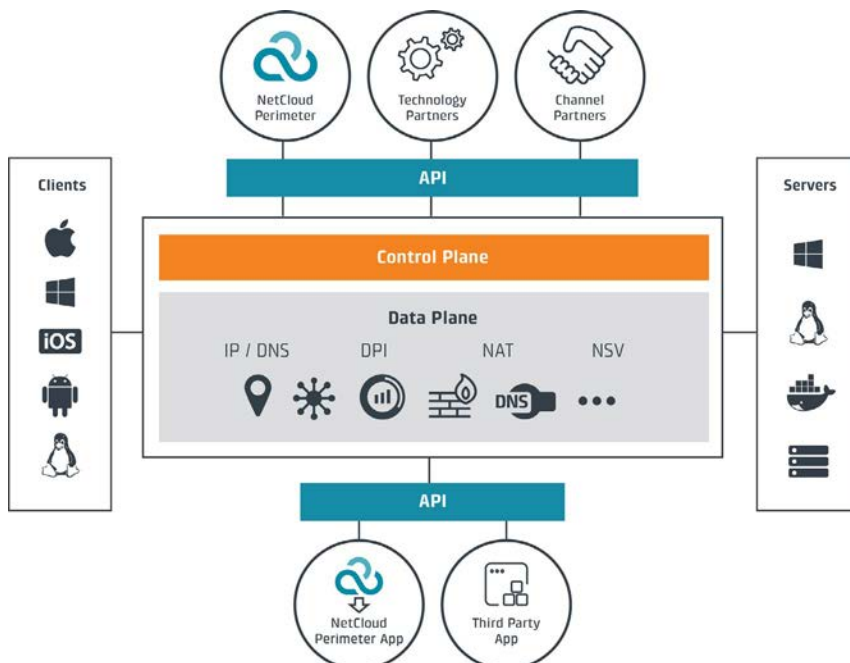 NetCloud
Perimeter
Technology
Partners
Channel
Partners
API
Clients
iOS
Servers
Control Plane
Data Plane
IP / DNS
DPI
NAT
NSV
DNS
API
NetCloud
Perimeter App
Third Party
App